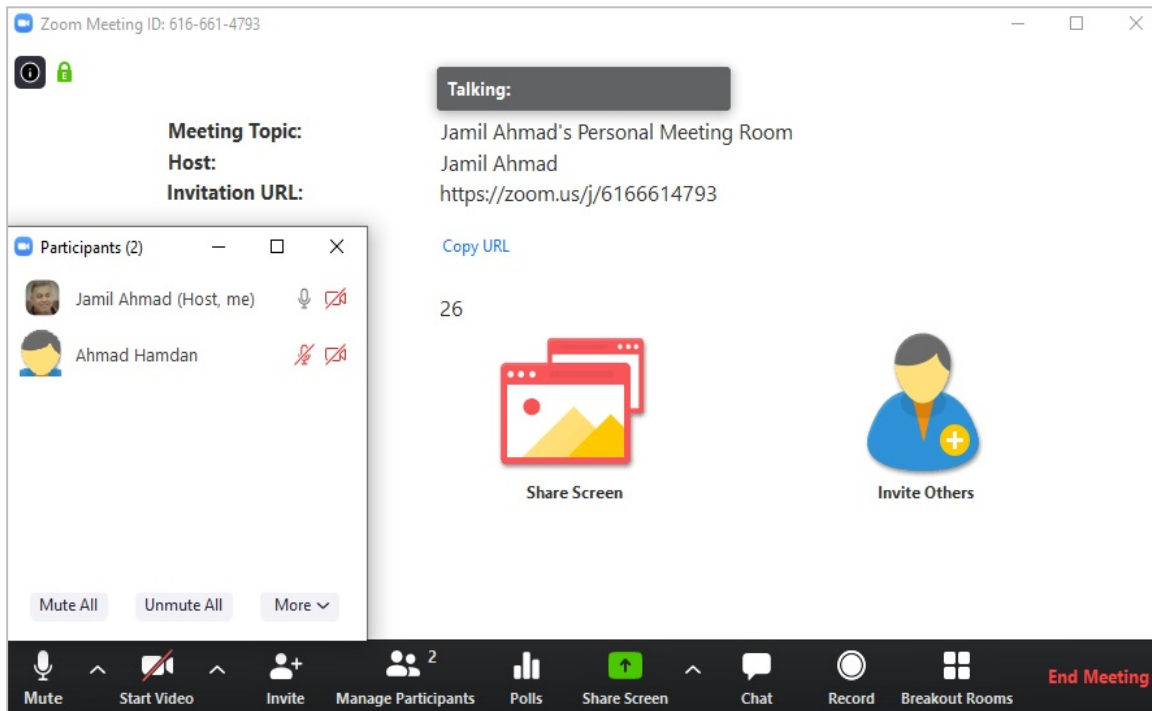 Zoom Meeting ID: 616-661-4793
Talking:
Meeting Topic: Jamil Ahmad's Personal Meeting Room
Host: Jamil Ahmad
Invitation URL: https://zoom.us/j/6166614793
Copy URL
26
Participants (2)
Jamil Ahmad (Host, me)
Ahmad Hamdan
Share Screen Invite Others
Mute All Unmute All More
2
Mute Start Video Invite Manage Participants Polls Share Screen Chat Record Breakout Rooms End Meeting